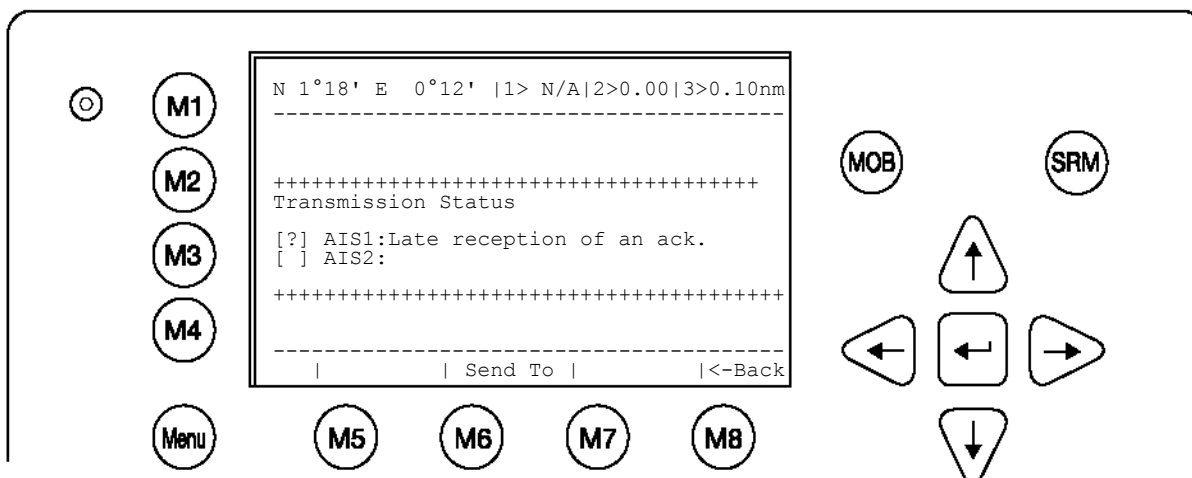 N 1°18' E  0°12' |1> N/A|2>0.00|3>0.10nm
----------------------------------------
M1
M2
MOB
SRM
++++++++++++++++++++++++++++++++++++++
Transmission Status
[?] AIS1:Late reception of an ack.
[ ] AIS2:
M3
++++++++++++++++++++++++++++++++++++++++
M4
----------------------------------------
|         | Send To |         |<-Back
Menu
M5
M6
M7
M8